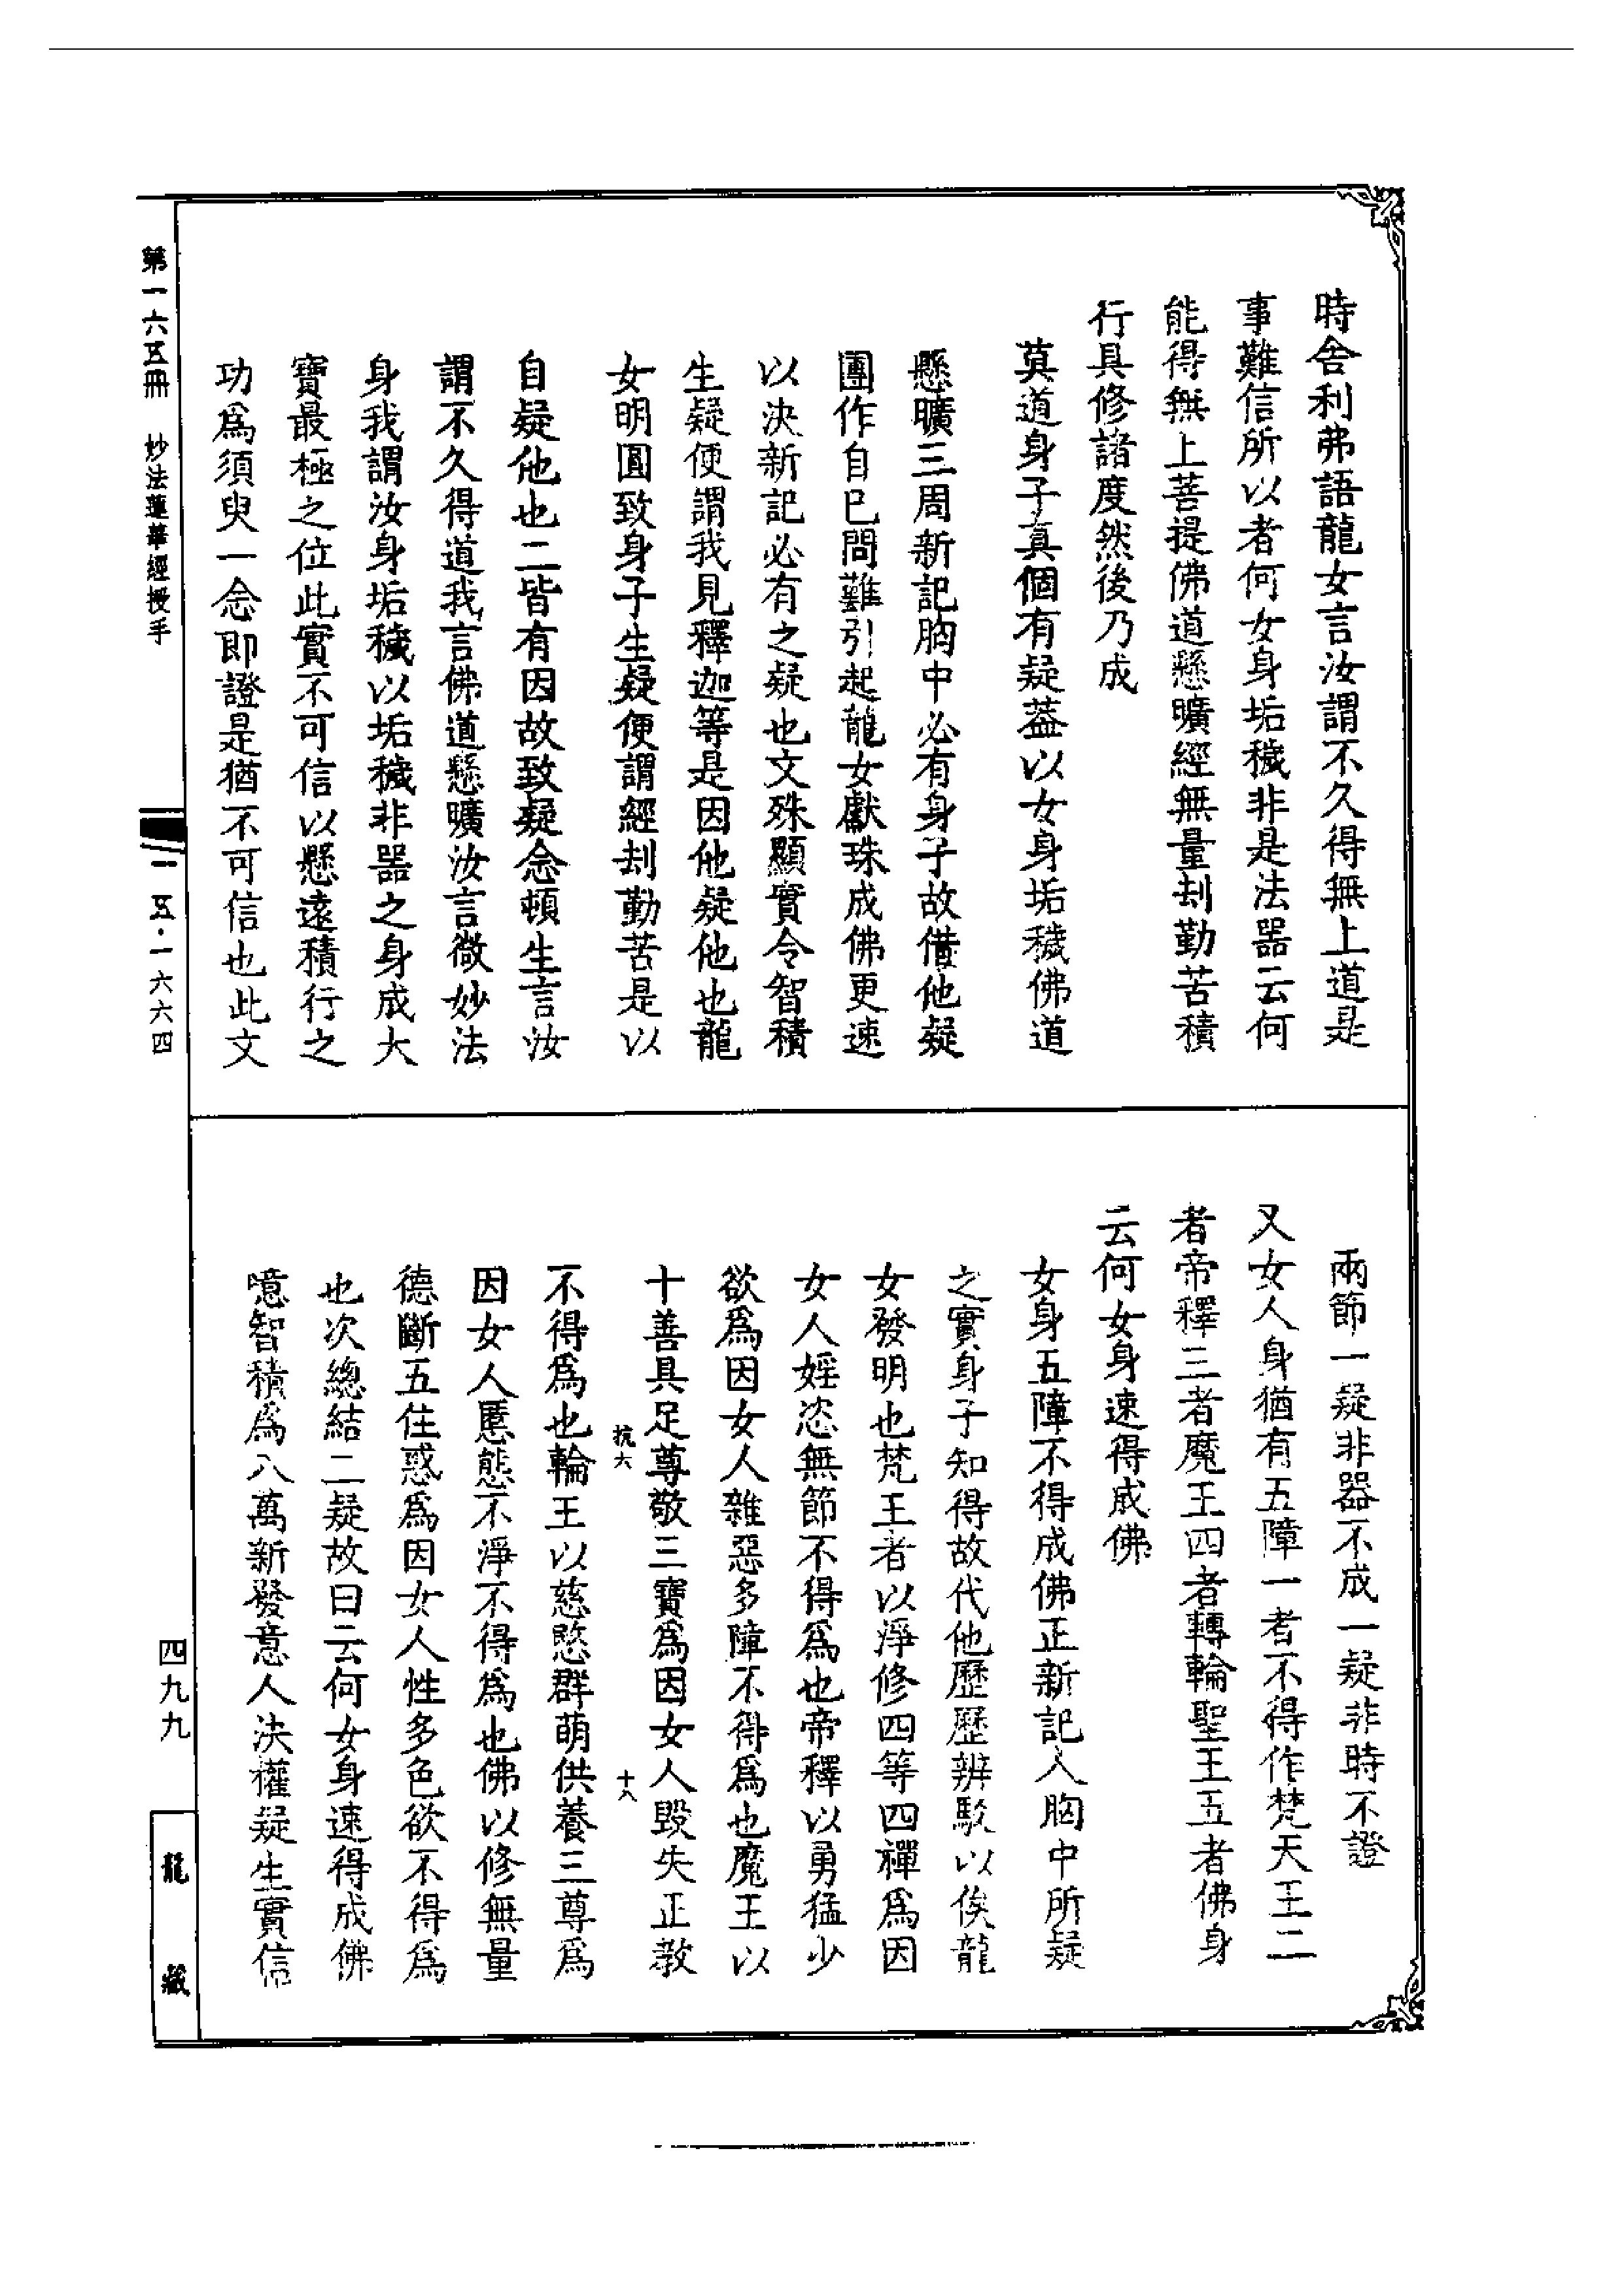 時舍利弗語龍女言汝謂不久得無上道是
事難信所以者何女身垢穢非是法器云何
能得無上菩提佛道懸曠經無量刦勤苦積
行具修諸度然後乃成
莫道身子真個有疑葢以女身垢穢佛道
懸曠三周新記胸中必有身子故借他疑
團作自已問難引起龍女獻珠成佛更速
以決新記必有之疑也文殊顯實令智積
生疑便謂我見釋迦等是因他疑他也龍
女明圓致身子生疑便謂經刦勤苦是以
自疑他也二皆有因故致疑念頓生言汝
謂不久得道我言佛道懸曠汝言微妙法
身我謂汝身垢穢以垢穢非器之身成大
寶最極之位此實不可信以懸遠積行之
功爲須臾一念即證是猶不可信也此文
兩節一疑非器不成一疑非時不證
又女人身猶有五障一者不得作梵天王二
者帝釋三者魔王四者轉輪聖王五者佛身
云何女身速得成佛
女身五障不得成佛正新記人胸中所疑
之實身子知得故代他歷歷辨駁以俟龍
女發明也梵王者以淨修四等四禪爲因
女人婬恣無節不得爲也帝釋以勇猛少
欲爲因女人雜惡多障不得爲也魔王以
十善具足尊敬三寶爲因女人毀失正教
抗六
十八
不得爲也輪王以慈愍群萌供養三尊爲
因女人慝態不淨不得爲也佛以修無量
德斷五住惑爲因女人性多色欲不得爲
也次總結二疑故曰云何女身速得成佛
噫智積爲八萬新發意人決權疑生實信
第一六五冊
妙法蓮華經授手
一五·一六六四
四九九
龍藏